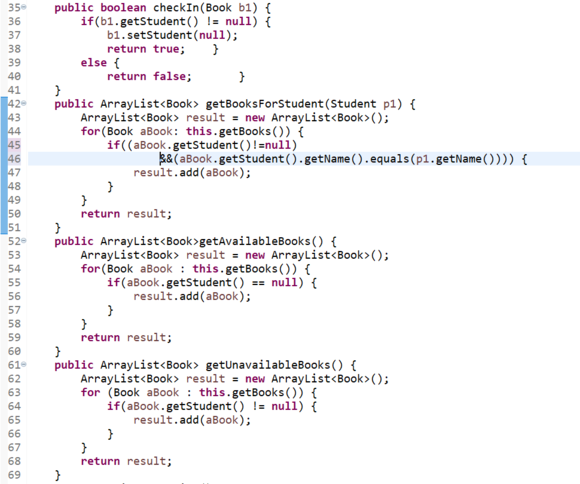 35 public boolean checkIn(Book b1) {
36 if(b1.getStudent() != null) {
37 b1.setStudent(null);
38 return true; }
39 else {
40 return false; }
41 }
42 public ArrayList<Book> getBooksForStudent(Student p1) {
43 ArrayList<Book> result = new ArrayList<Book>();
44 for(Book aBook: this.getBooks()) {
45 if((aBook.getStudent()!=null)
46 &&(aBook.getStudent().getName().equals(p1.getName()))) {
47 result.add(aBook);
48 }
49 }
50 return result;
51 }
52 public ArrayList<Book>getAvailableBooks() {
53 ArrayList<Book> result = new ArrayList<Book>();
54 for(Book aBook : this.getBooks()) {
55 if(aBook.getStudent() == null) {
56 result.add(aBook);
57 }
58 }
59 return result;
60 }
61 public ArrayList<Book> getUnavailableBooks() {
62 ArrayList<Book> result = new ArrayList<Book>();
63 for (Book aBook : this.getBooks()) {
64 if(aBook.getStudent() != null) {
65 result.add(aBook);
66 }
67 }
68 return result;
69 }